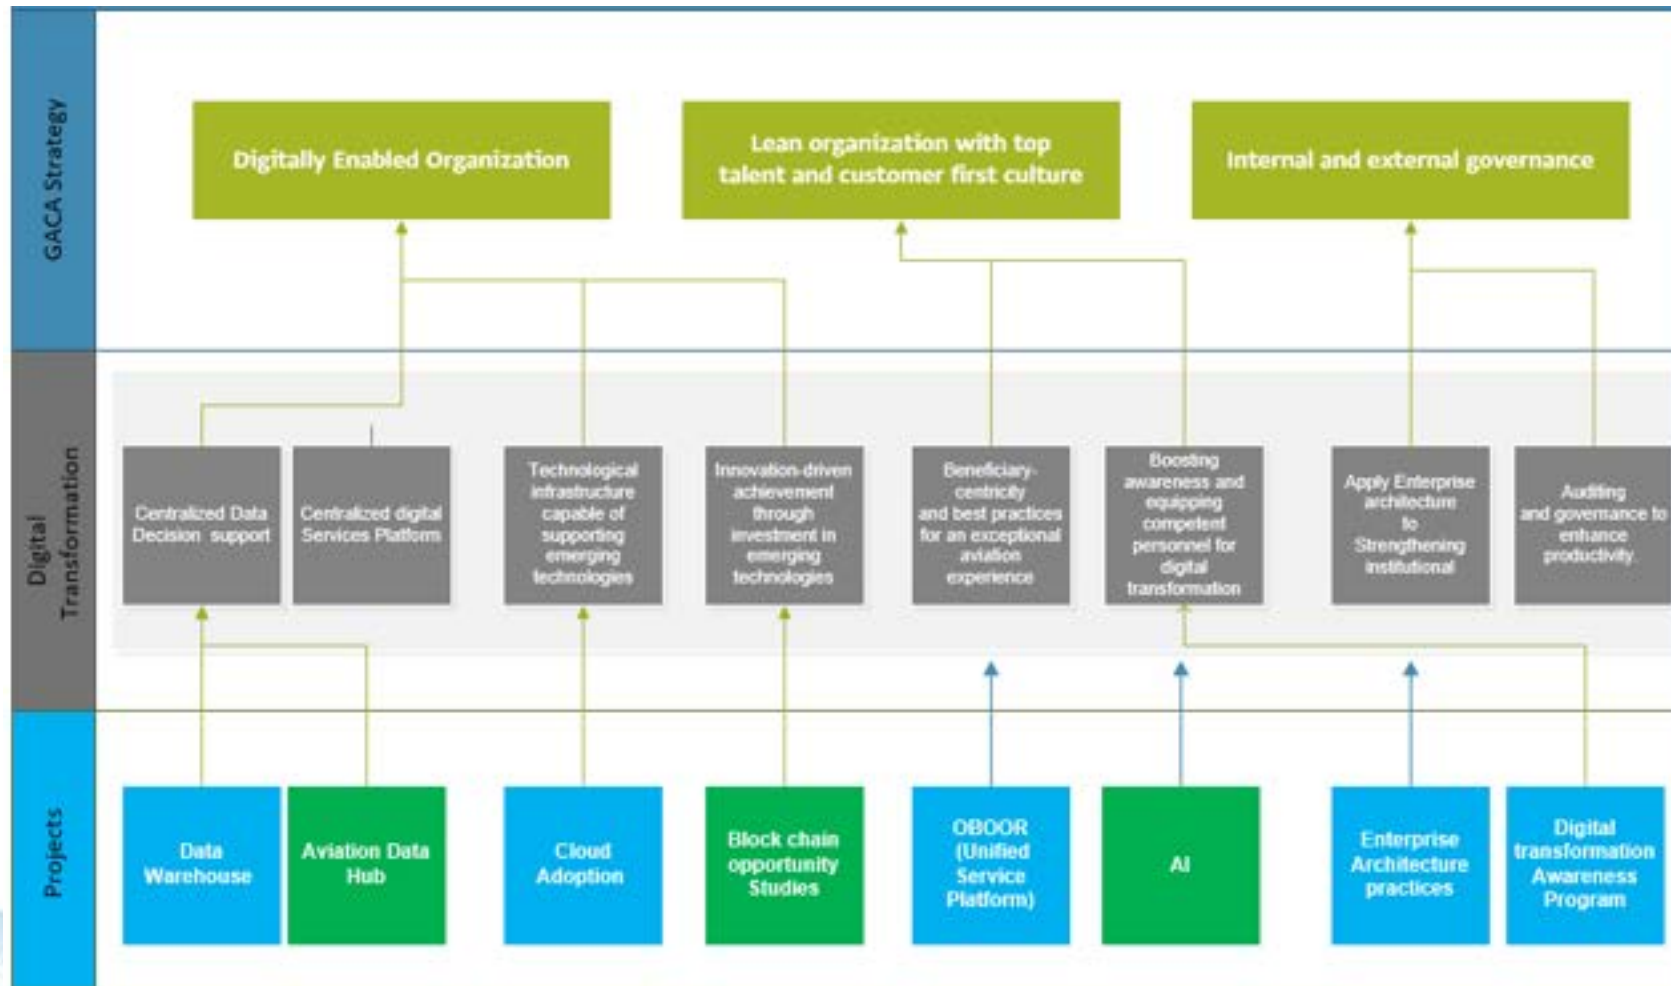 GACA Strategy
Digitally Enabled Organization
Lean organization with top
talent and customer first culture
Internal and external governance
Digital
Transformation
Centralized Data
Decision support
Centralized digital
Services Platform
Technological
infrastructure
capable of
supporting
emerging
technologies
Innovation-driven
achievement
through
investment in
emerging
technologies
Beneficiary-
centricity
and best practices
for an exceptional
aviation
experience
Boosting
awareness and
equipping
competent
personnel for
digital
transformation
Apply Enterprise
architecture
to
Strengthening
institutional
Auditing
and governance to
enhance
productivity.
Projects
Data
Warehouse
Aviation Data
Hub
Cloud
Adoption
Block chain
opportunity
Studies
OBOOR
(Unified
Service
Platform)
AI
Enterprise
Architecture
practices
Digital
transformation
Awareness
Program